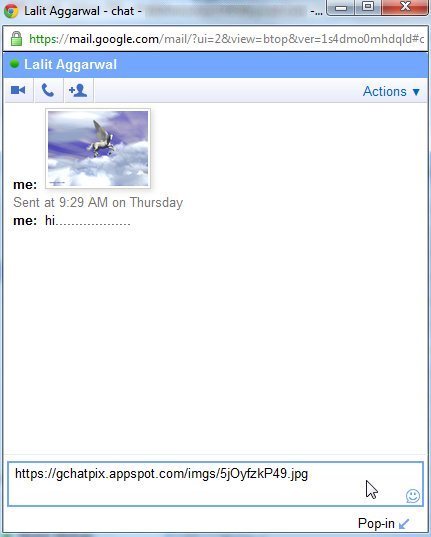 Lalit Aggarwal - chat -
-...
https://mail.google.com/mail/?ui=2&view=btop&ver=1s4dmo0mhdqld#c
Lalit Aggarwal
Actions ▼
me:
Sent at 9:29 AM on Thursday
me: hi...................
https://gchatpix.appspot.com/imgs/5jOyfzkP49.jpg
Pop-in